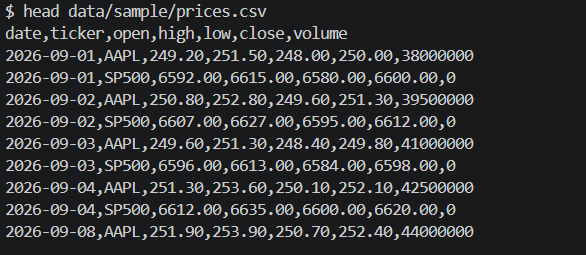 $ head data/sample/prices.csv
date,ticker,open,high,low,close,volume
2026-09-01,AAPL,249.20,251.50,248.00,250.00,38000000
2026-09-01,SP500,6592.00,6615.00,6580.00,6600.00,0
2026-09-02,AAPL,250.80,252.80,249.60,251.30,39500000
2026-09-02,SP500,6607.00,6627.00,6595.00,6612.00,0
2026-09-03,AAPL,249.60,251.30,248.40,249.80,41000000
2026-09-03,SP500,6596.00,6613.00,6584.00,6598.00,0
2026-09-04,AAPL,251.30,253.60,250.10,252.10,42500000
2026-09-04,SP500,6612.00,6635.00,6600.00,6620.00,0
2026-09-08,AAPL,251.90,253.90,250.70,252.40,44000000